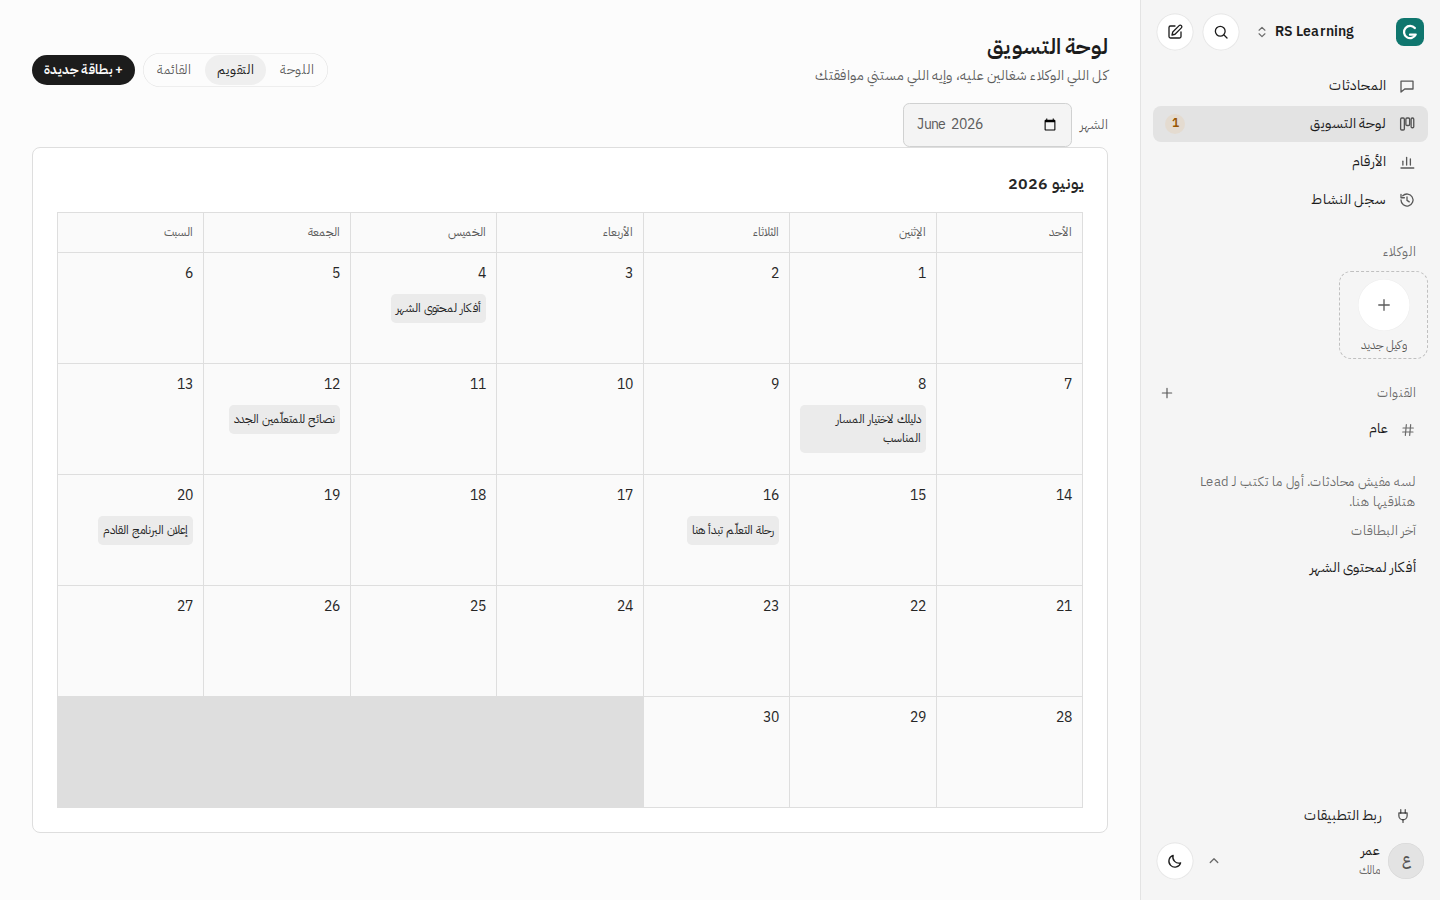 RS Learning
المحادثات
لوحة التسويق
1
الأرقام
سجل النشاط
الوكلاء
وكيل جديد
القنوات
عام
لسه مفيش محادثات. أول ما تكتب لـ Lead
هتلاقيها هنا.
آخر البطاقات
أفكار لمحتوى الشهر
ربط التطبيقات
ع
عمر
مالك
لوحة التسويق
كل اللي الوكلاء شغالين عليه، وإيه اللي مستني موافقتك
اللوحة
التقويم
القائمة
+ بطاقة جديدة
الشهر
June 2026
يونيو 2026
الأحد
الإثنين
الثلاثاء
الأربعاء
الخميس
الجمعة
السبت
1
2
3
4
أفكار لمحتوى الشهر
5
6
7
8
دليلك لاختيار المسار
المناسب
9
10
11
12
نصائح للمتعلّمين الجدد
13
14
15
16
رحلة التعلّم تبدأ هنا
17
18
19
20
إعلان البرنامج القادم
21
22
23
24
25
26
27
28
29
30